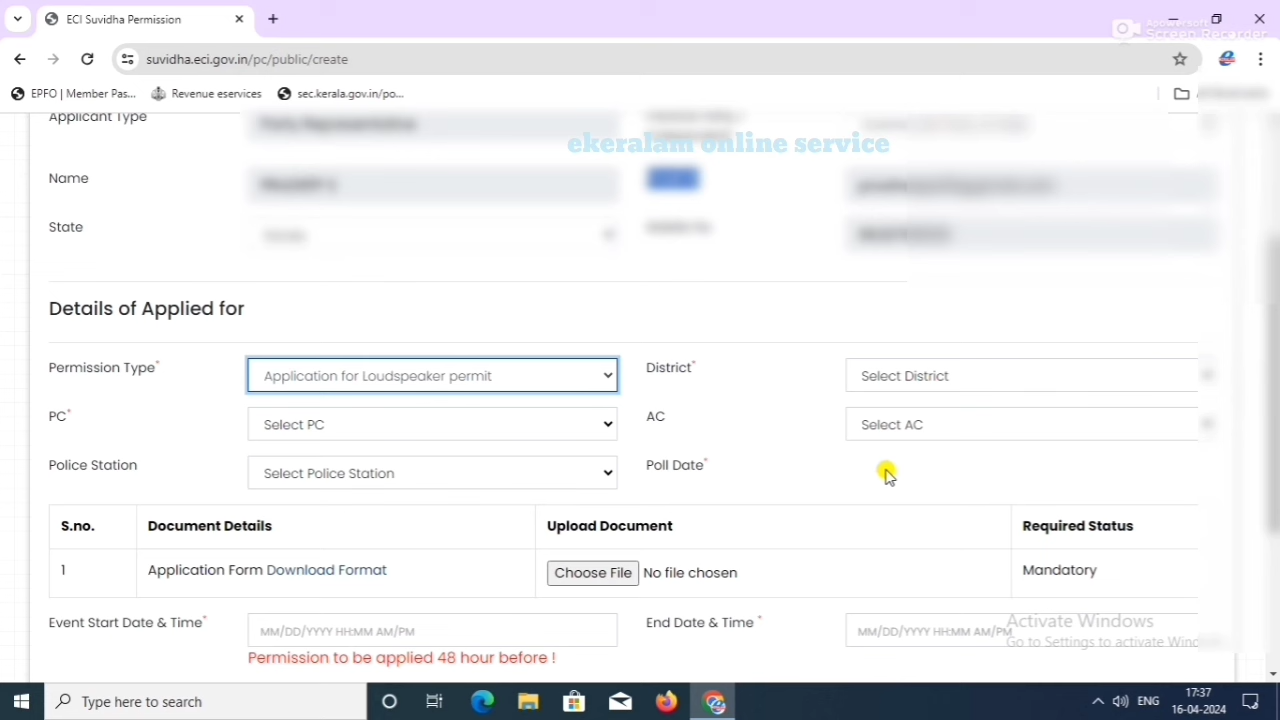 ECI Suvidha Permission
Apowersoft
Screen Recorder
suvidha.eci.gov.in/pc/public/create
EPFO | Member Pas...
Revenue eservices
sec.kerala.gov.in/po...
Applicant Type
ekeralam online service
Name
State
Details of Applied for
Permission Type*
Application for Loudspeaker permit
District*
Select District
PC*
Select PC
AC
Select AC
Police Station
Select Police Station
Poll Date*
S.no.
Document Details
Upload Document
Required Status
1
Application Form Download Format
Choose File No file chosen
Mandatory
Event Start Date & Time*
MM/DD/YYYY HH:MM AM/PM
End Date & Time *
MM/DD/YYYY HH:MM AM/PM
Permission to be applied 48 hour before !
Activate Windows
Go to Settings to activate Windows
Type here to search
ENG
17:37
16-04-2024